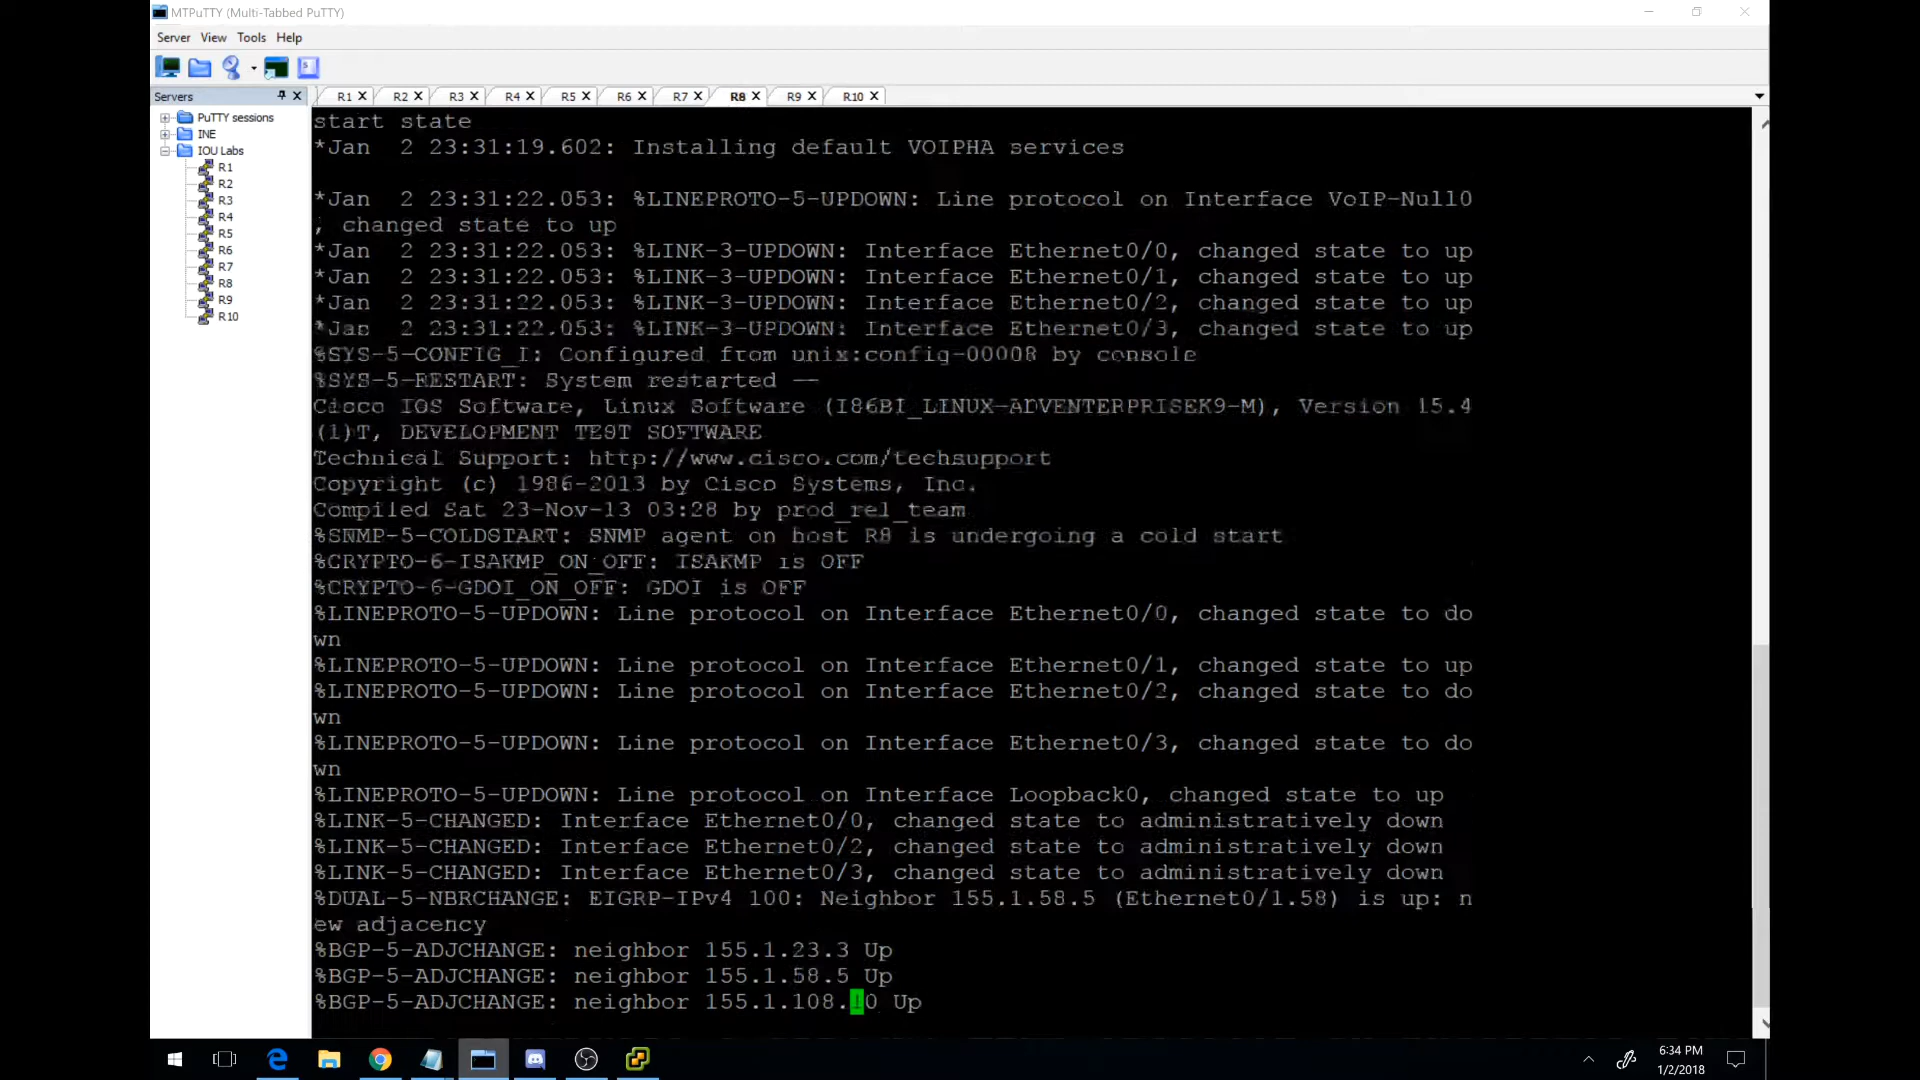 MTPuTTY (Multi-Tabbed PuTTY)
Server View Tools Help
Servers
R1 R2 R3 R4 R5 R6 R7 R8 R9 R10
PuTTY sessions
INE
IOU Labs
R1
R2
R3
R4
R5
R6
R7
R8
R9
R10
start state
*Jan  2 23:31:19.602: Installing default VOIPHA services
*Jan  2 23:31:22.053: %LINEPROTO-5-UPDOWN: Line protocol on Interface VoIP-Null0
, changed state to up
*Jan  2 23:31:22.053: %LINK-3-UPDOWN: Interface Ethernet0/0, changed state to up
*Jan  2 23:31:22.053: %LINK-3-UPDOWN: Interface Ethernet0/1, changed state to up
*Jan  2 23:31:22.053: %LINK-3-UPDOWN: Interface Ethernet0/2, changed state to up
*Jan  2 23:31:22.053: %LINK-3-UPDOWN: Interface Ethernet0/3, changed state to up
%SYS-5-CONFIG_I: Configured from unix:config-00008 by console
%SYS-5-RESTART: System restarted --
Cisco IOS Software, Linux Software (I86BI_LINUX-ADVENTERPRISEK9-M), Version 15.4
(1)T, DEVELOPMENT TEST SOFTWARE
Technical Support: http://www.cisco.com/techsupport
Copyright (c) 1986-2013 by Cisco Systems, Inc.
Compiled Sat 23-Nov-13 03:28 by prod_rel_team
%SNMP-5-COLDSTART: SNMP agent on host R8 is undergoing a cold start
%CRYPTO-6-ISAKMP_ON_OFF: ISAKMP is OFF
%CRYPTO-6-GDOI_ON_OFF: GDOI is OFF
%LINEPROTO-5-UPDOWN: Line protocol on Interface Ethernet0/0, changed state to do
wn
%LINEPROTO-5-UPDOWN: Line protocol on Interface Ethernet0/1, changed state to up
%LINEPROTO-5-UPDOWN: Line protocol on Interface Ethernet0/2, changed state to do
wn
%LINEPROTO-5-UPDOWN: Line protocol on Interface Ethernet0/3, changed state to do
wn
%LINEPROTO-5-UPDOWN: Line protocol on Interface Loopback0, changed state to up
%LINK-5-CHANGED: Interface Ethernet0/0, changed state to administratively down
%LINK-5-CHANGED: Interface Ethernet0/2, changed state to administratively down
%LINK-5-CHANGED: Interface Ethernet0/3, changed state to administratively down
%DUAL-5-NBRCHANGE: EIGRP-IPv4 100: Neighbor 155.1.58.5 (Ethernet0/1.58) is up: n
ew adjacency
%BGP-5-ADJCHANGE: neighbor 155.1.23.3 Up
%BGP-5-ADJCHANGE: neighbor 155.1.58.5 Up
%BGP-5-ADJCHANGE: neighbor 155.1.108.10 Up
6:34 PM
1/2/2018